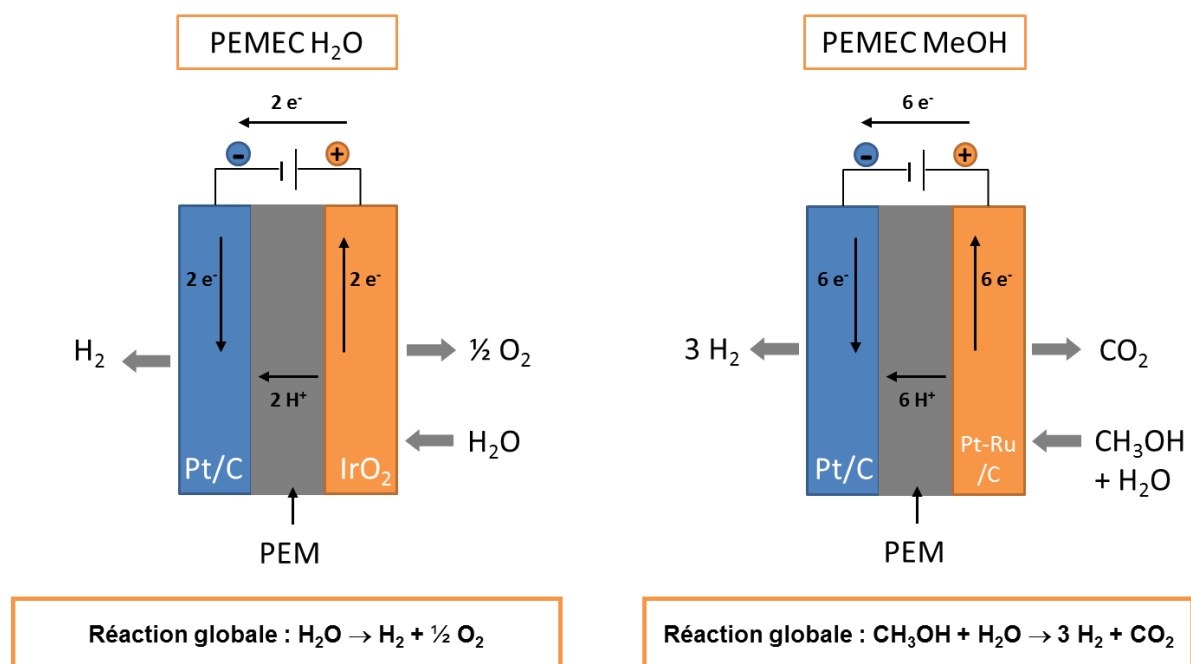 PEMEC H₂O
2 e⁻
- +
2 e⁻ 2 e⁻
H₂ ½ O₂
2 H⁺
H₂O
Pt/C IrO₂
PEM
Réaction globale : H₂O → H₂ + ½ O₂
PEMEC MeOH
6 e⁻
- +
6 e⁻ 6 e⁻
3 H₂ CO₂
6 H⁺
CH₃OH
+ H₂O
Pt/C Pt-Ru
/C
PEM
Réaction globale : CH₃OH + H₂O → 3 H₂ + CO₂